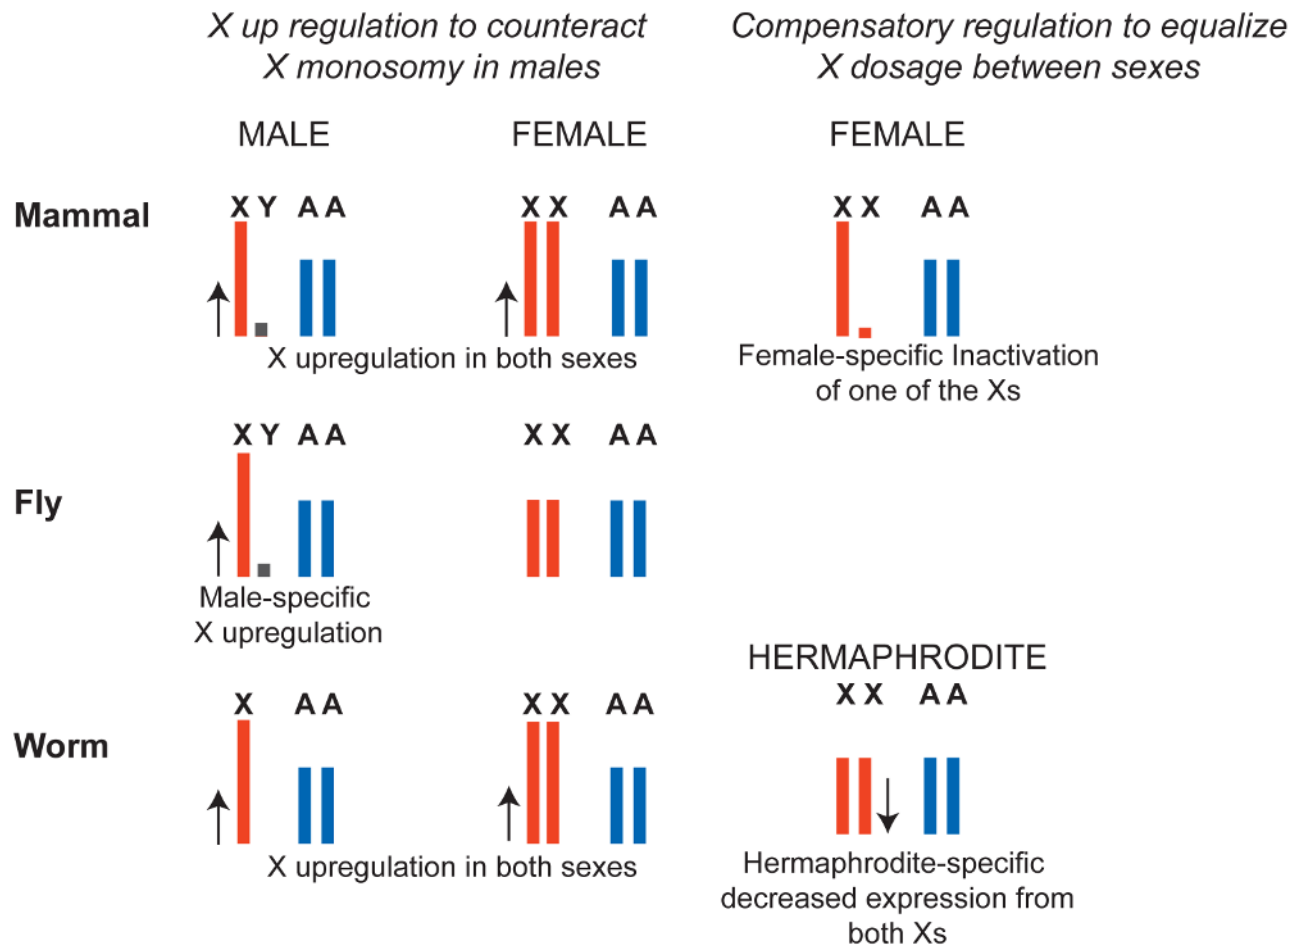 X up regulation to counteract
X monosomy in males
Compensatory regulation to equalize
X dosage between sexes
MALE
FEMALE
FEMALE
Mammal
X Y A A
X X A A
X X A A
X upregulation in both sexes
Female-specific Inactivation
of one of the Xs
Fly
X Y A A
X X A A
Male-specific
X upregulation
HERMAPHRODITE
Worm
X A A
X X A A
X X A A
X upregulation in both sexes
Hermaphrodite-specific
decreased expression from
both Xs